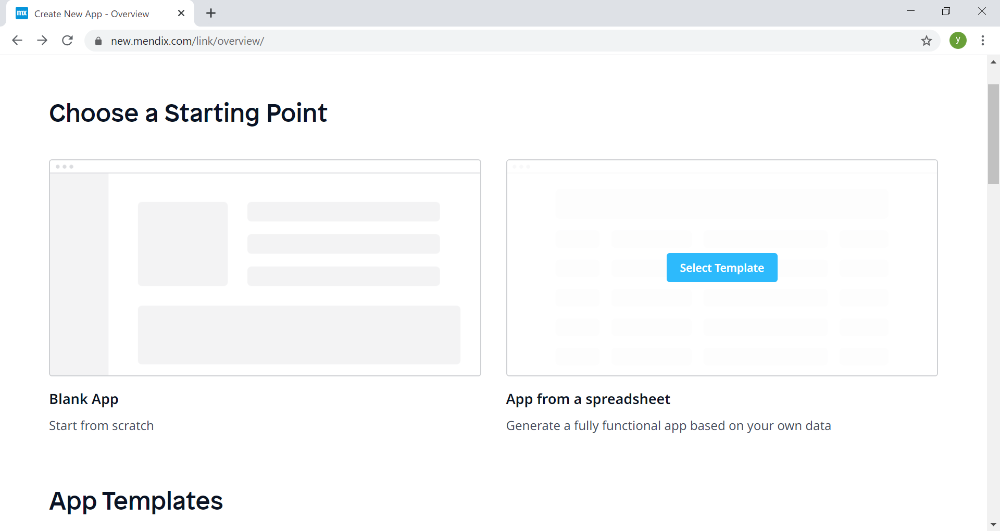 mx Create New App - Overview
new.mendix.com/link/overview/
y
Choose a Starting Point
Select Template
Blank App
App from a spreadsheet
Start from scratch
Generate a fully functional app based on your own data
App Templates